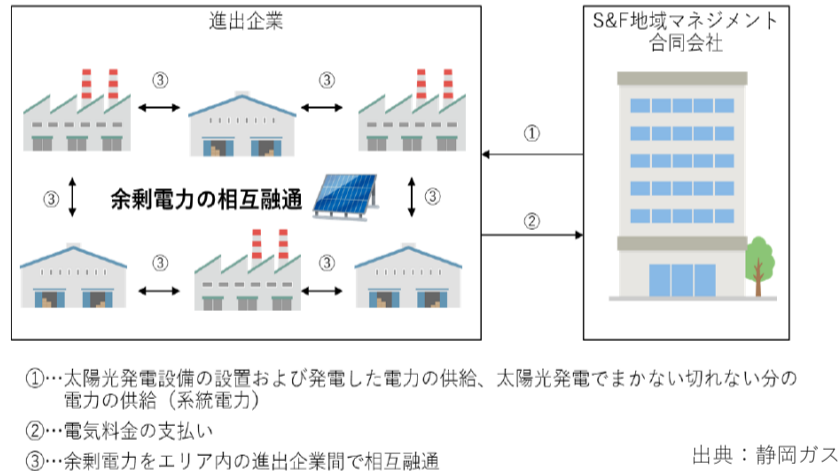 進出企業
S&F地域マネジメント
合同会社
③
③
①
③
余剰電力の相互融通
③
②
③
③
①…太陽光発電設備の設置および発電した電力の供給、太陽光発電でまかない切れない分の
電力の供給（系統電力）
②…電気料金の支払い
③…余剰電力をエリア内の進出企業間で相互融通
出典：静岡ガス